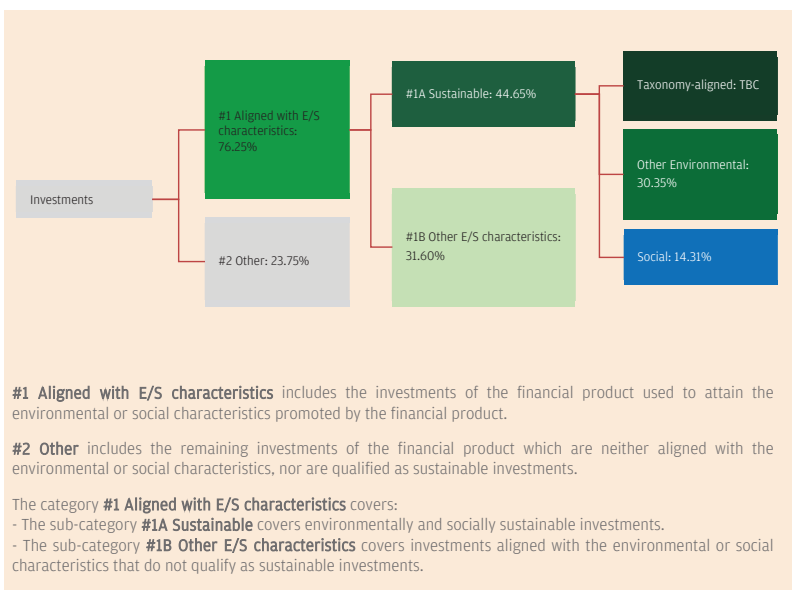 Investments
#1 Aligned with E/S
characteristics:
76.25%
#2 Other: 23.75%
#1A Sustainable: 44.65%
#1B Other E/S characteristics:
31.60%
Taxonomy-aligned: TBC
Other Environmental:
30.35%
Social: 14.31%
#1 Aligned with E/S characteristics includes the investments of the financial product used to attain the
environmental or social characteristics promoted by the financial product.
#2 Other includes the remaining investments of the financial product which are neither aligned with the
environmental or social characteristics, nor are qualified as sustainable investments.
The category #1 Aligned with E/S characteristics covers:
- The sub-category #1A Sustainable covers environmentally and socially sustainable investments.
- The sub-category #1B Other E/S characteristics covers investments aligned with the environmental or social
characteristics that do not qualify as sustainable investments.